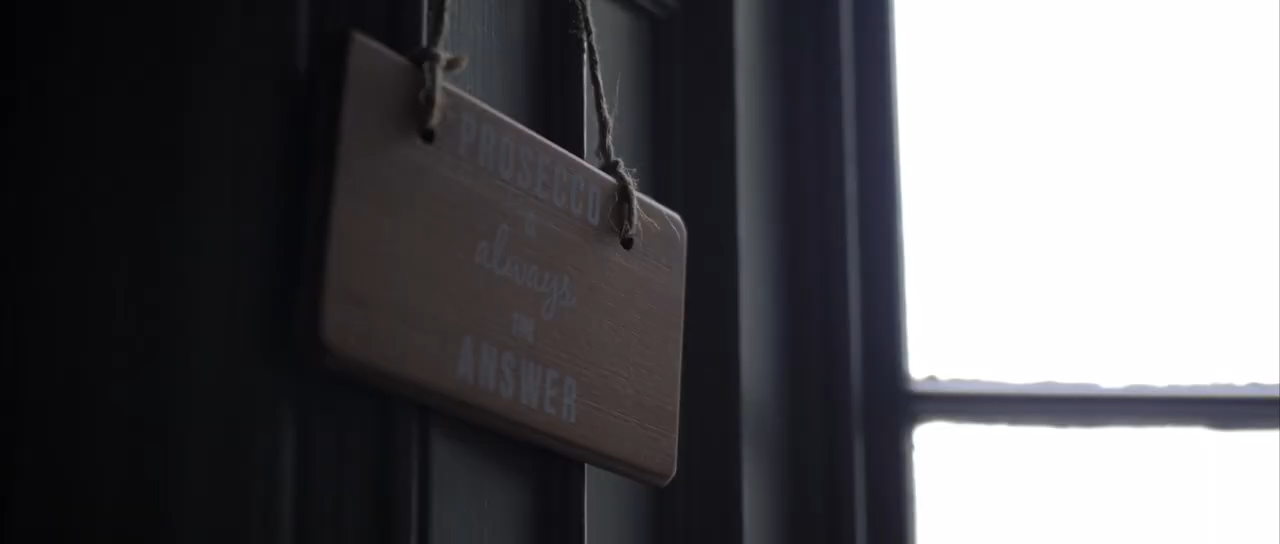 PROSECCO
is
always
THE
ANSWER